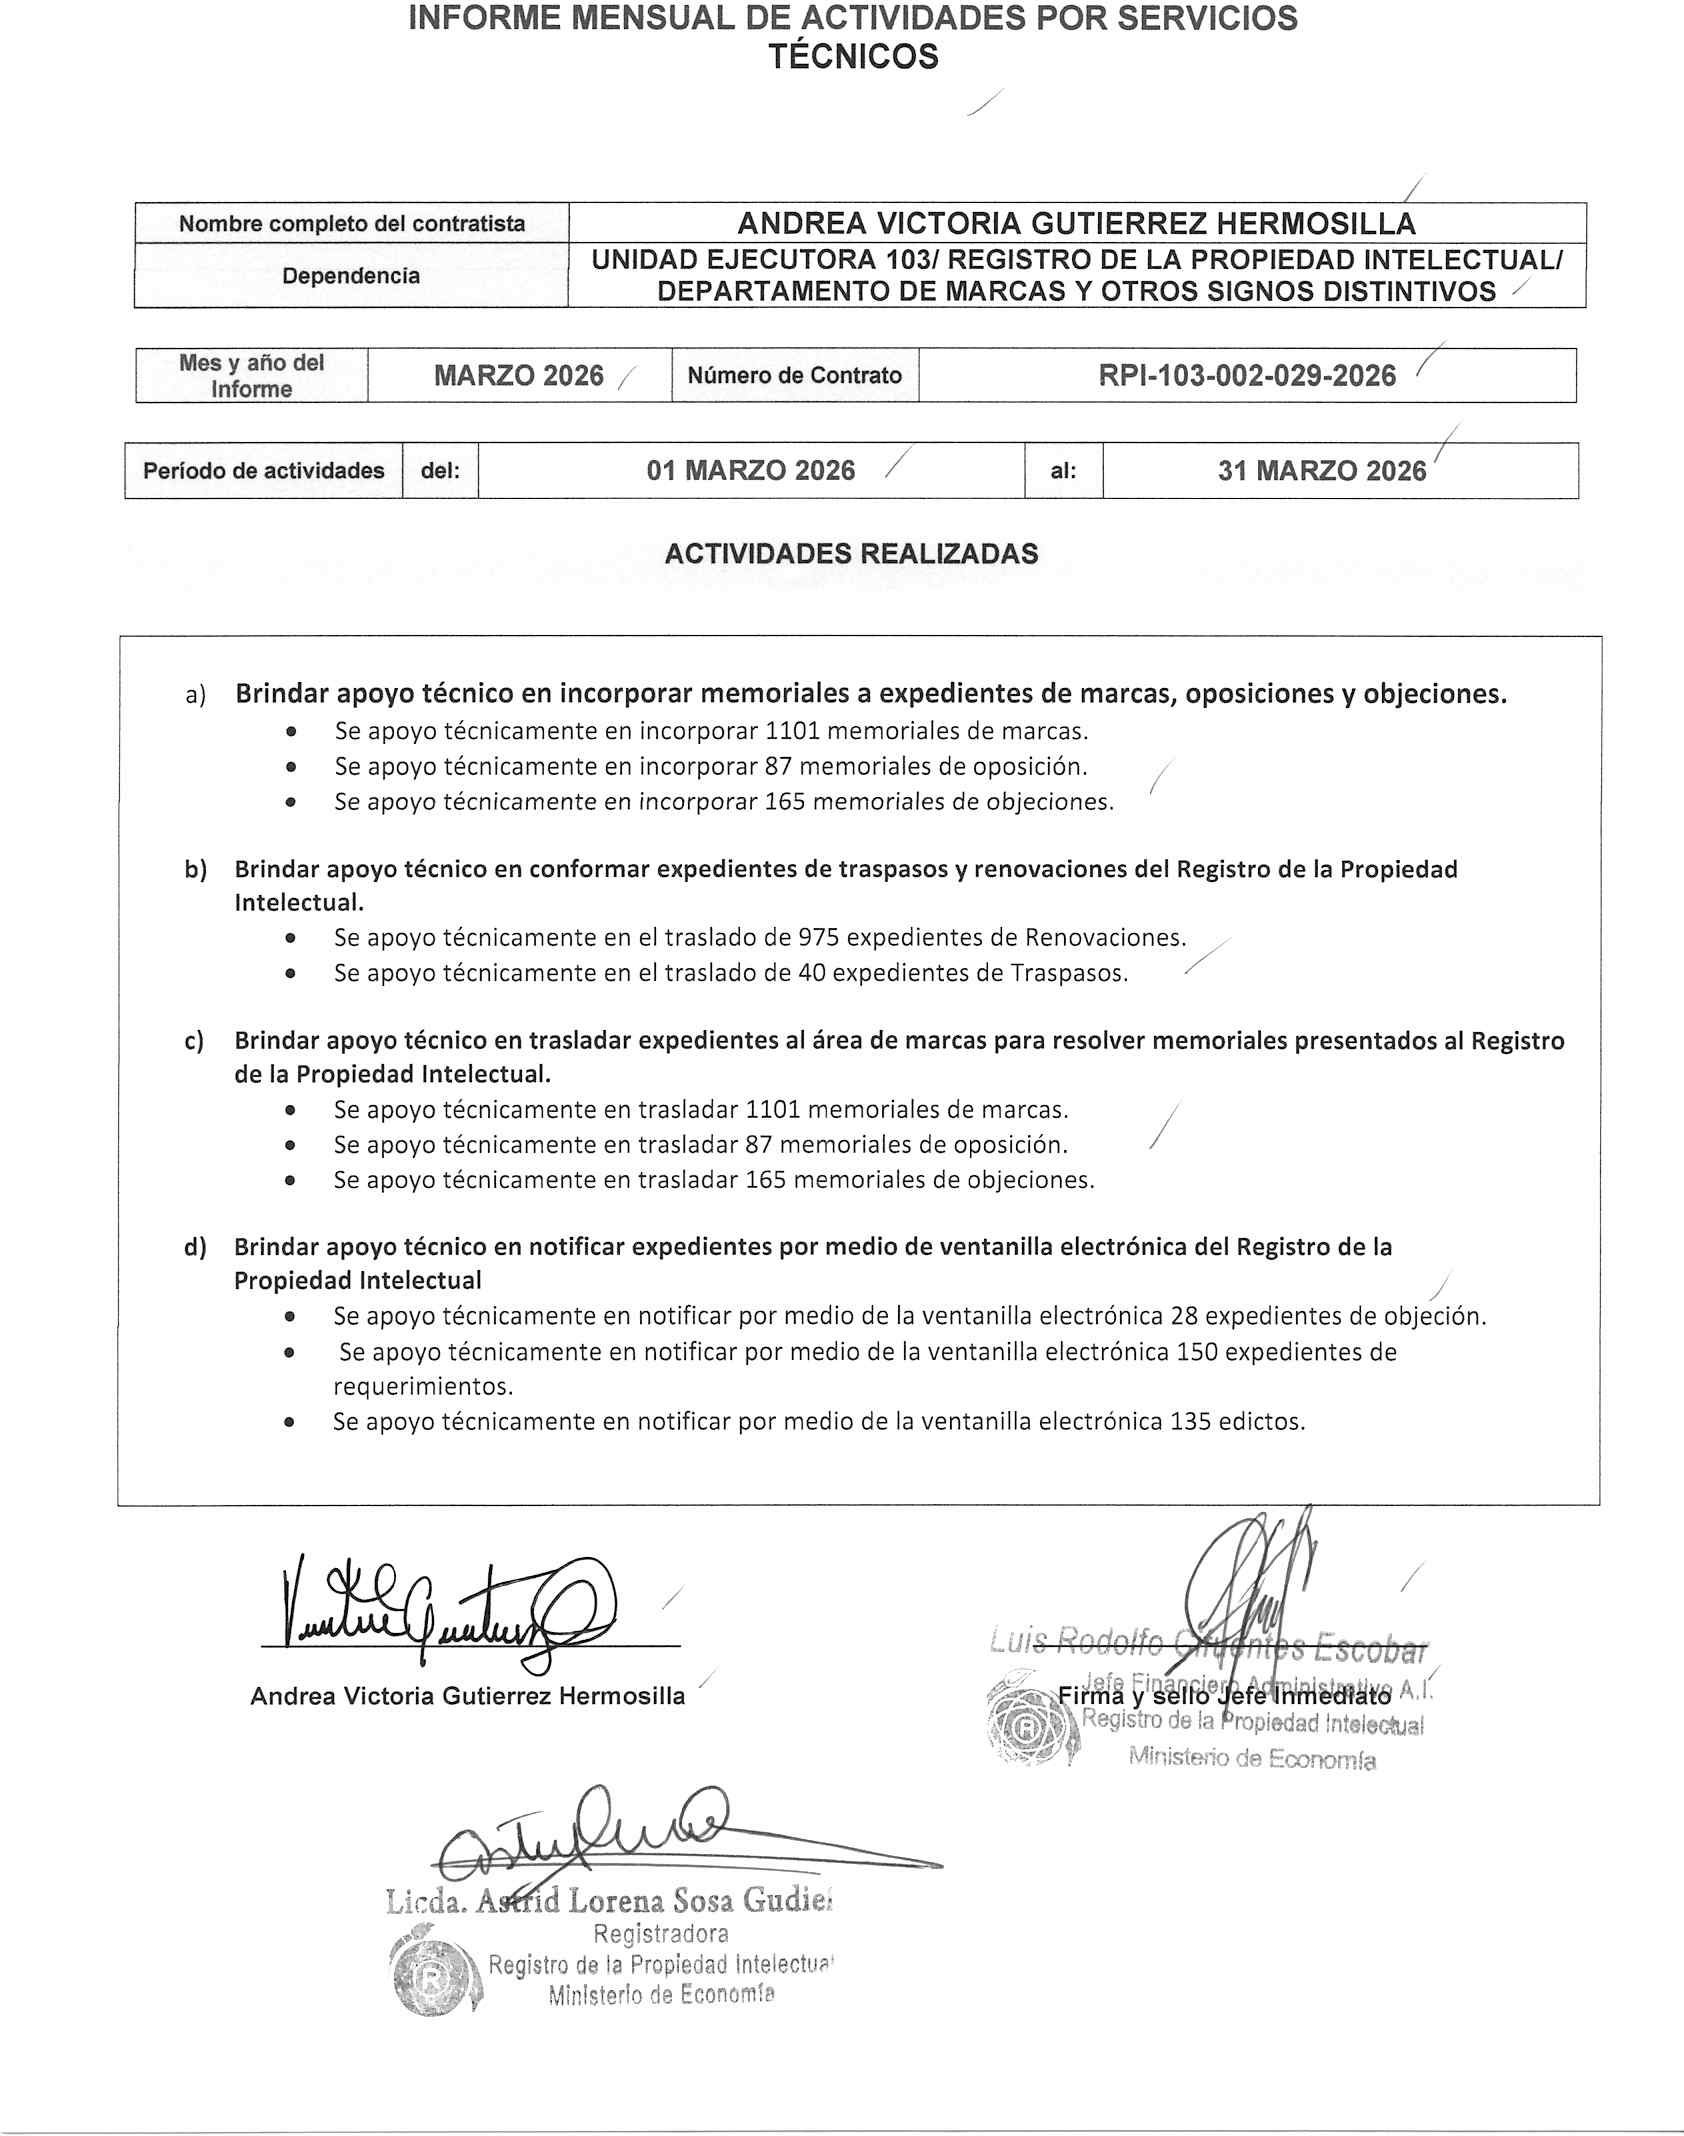 INFORME MENSUAL DE ACTIVIDADES POR SERVICIOS
TÉCNICOS
Nombre completo del contratista
ANDREA VICTORIA GUTIERREZ HERMOSILLA
Dependencia
UNIDAD EJECUTORA 103/ REGISTRO DE LA PROPIEDAD INTELECTUAL/
DEPARTAMENTO DE MARCAS Y OTROS SIGNOS DISTINTIVOS
Mes y año del
Informe
MARZO 2026
Número de Contrato
RPI-103-002-029-2026
Período de actividades
del:
01 MARZO 2026
al:
31 MARZO 2026
ACTIVIDADES REALIZADAS
a) Brindar apoyo técnico en incorporar memoriales a expedientes de marcas, oposiciones y objeciones.
• Se apoyo técnicamente en incorporar 1101 memoriales de marcas.
• Se apoyo técnicamente en incorporar 87 memoriales de oposición.
• Se apoyo técnicamente en incorporar 165 memoriales de objeciones.
b) Brindar apoyo técnico en conformar expedientes de traspasos y renovaciones del Registro de la Propiedad
Intelectual.
• Se apoyo técnicamente en el traslado de 975 expedientes de Renovaciones.
• Se apoyo técnicamente en el traslado de 40 expedientes de Traspasos.
c) Brindar apoyo técnico en trasladar expedientes al área de marcas para resolver memoriales presentados al Registro
de la Propiedad Intelectual.
• Se apoyo técnicamente en trasladar 1101 memoriales de marcas.
• Se apoyo técnicamente en trasladar 87 memoriales de oposición.
• Se apoyo técnicamente en trasladar 165 memoriales de objeciones.
d) Brindar apoyo técnico en notificar expedientes por medio de ventanilla electrónica del Registro de la
Propiedad Intelectual
• Se apoyo técnicamente en notificar por medio de la ventanilla electrónica 28 expedientes de objeción.
• Se apoyo técnicamente en notificar por medio de la ventanilla electrónica 150 expedientes de
requerimientos.
• Se apoyo técnicamente en notificar por medio de la ventanilla electrónica 135 edictos.
Andrea Victoria Gutierrez Hermosilla
Luis Rodolfo Cifuentes Escobar
Jefe Financiero Administrativo A.I.
Firma y sello Jefe Inmediato
Registro de la Propiedad Intelectual
Ministerio de Economía
R
Licda. Astrid Lorena Sosa Gudie
Registradora
Registro de la Propiedad Intelectua
Ministerio de Economía
R